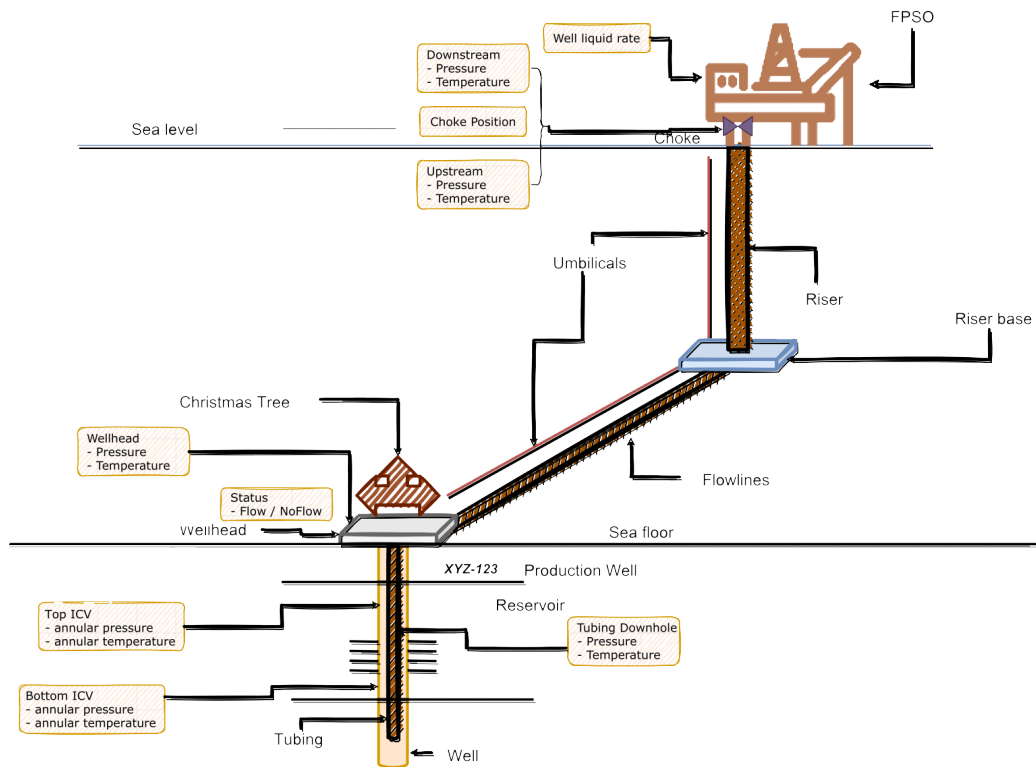 FPSO
Well liquid rate
Downstream
- Pressure
- Temperature
Choke Position
Sea level
Choke
Upstream
- Pressure
- Temperature
Umbilicals
Riser
Riser base
Christmas Tree
Wellhead
- Pressure
- Temperature
Flowlines
Status
- Flow / NoFlow
Wellhead
Sea floor
XYZ-123 Production Well
Reservoir
Top ICV
- annular pressure
- annular temperature
Tubing Downhole
- Pressure
- Temperature
Bottom ICV
- annular pressure
- annular temperature
Tubing
Well